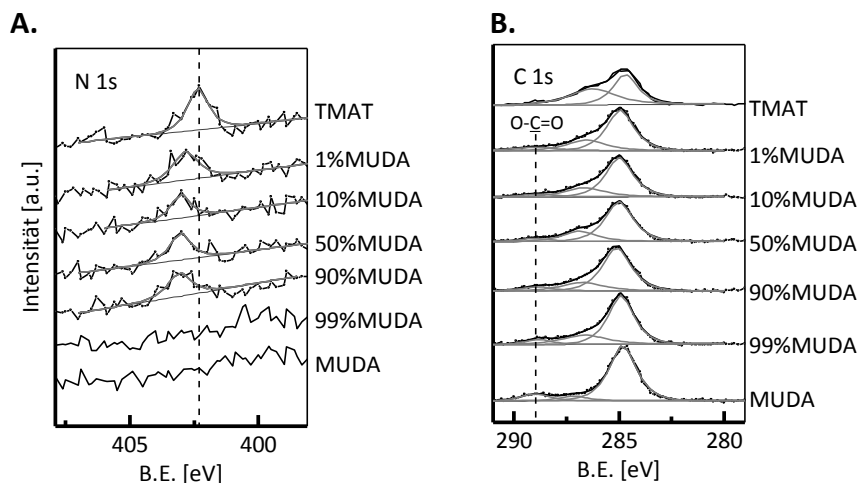 A.
N 1s
TMAT
1%MUDA
10%MUDA
50%MUDA
90%MUDA
99%MUDA
MUDA
Intensität [a.u.]
405
400
B.E. [eV]
B.
C 1s
O-C=O
TMAT
1%MUDA
10%MUDA
50%MUDA
90%MUDA
99%MUDA
MUDA
290
285
280
B.E. [eV]